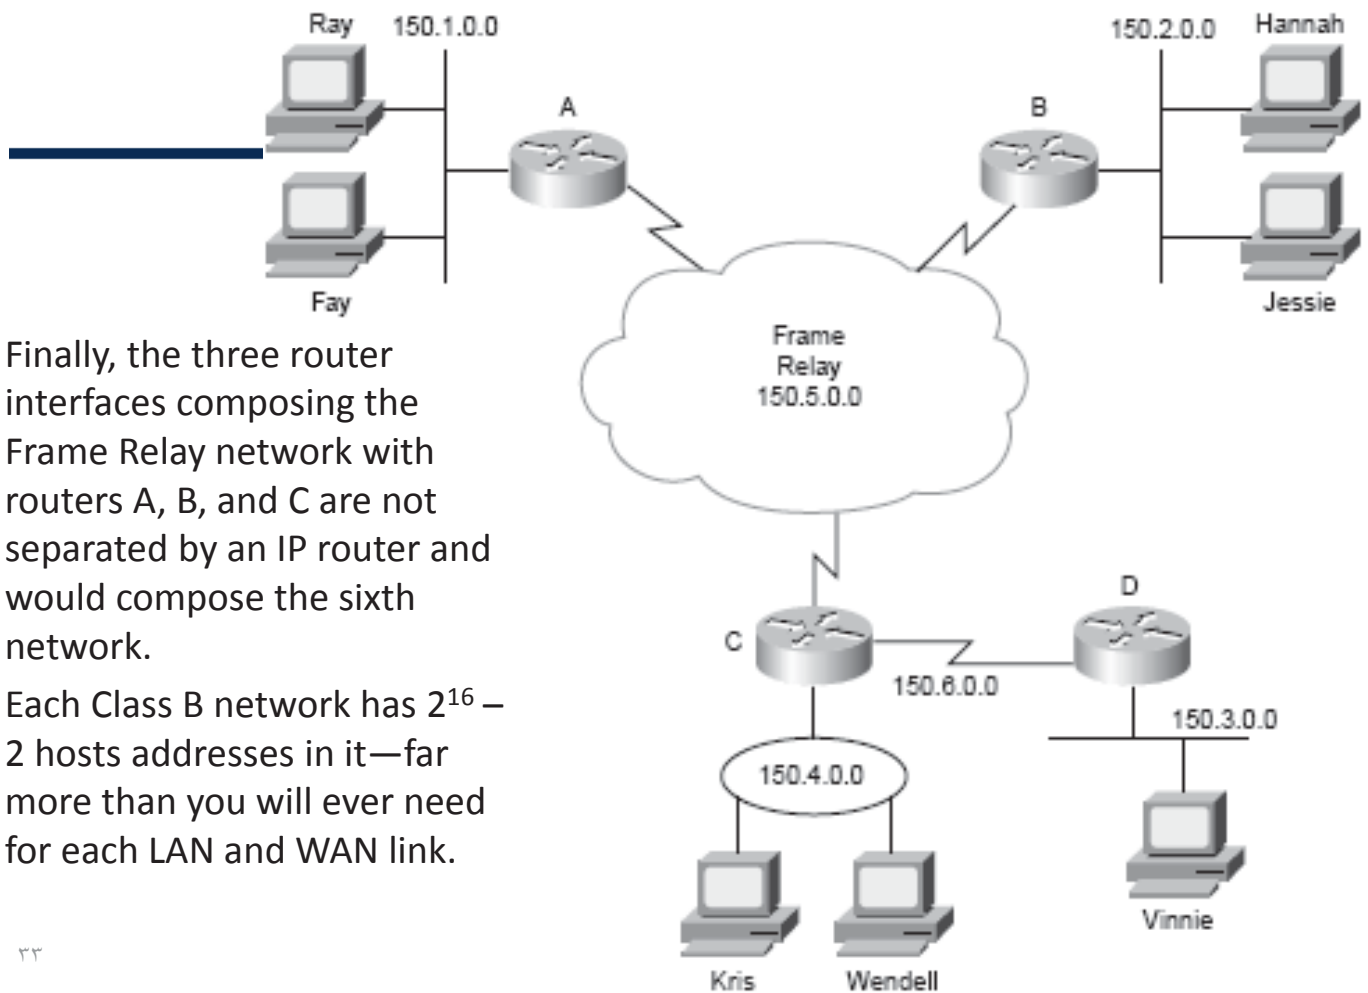 Ray
150.1.0.0
150.2.0.0
Hannah
A
B
Fay
Jessie
Frame
Relay
150.5.0.0
Finally, the three router
interfaces composing the
Frame Relay network with
routers A, B, and C are not
separated by an IP router and
would compose the sixth
network.
Each Class B network has 2¹⁶ –
2 hosts addresses in it—far
more than you will ever need
for each LAN and WAN link.
D
C
150.6.0.0
150.3.0.0
150.4.0.0
Vinnie
Kris
Wendell
٣٣